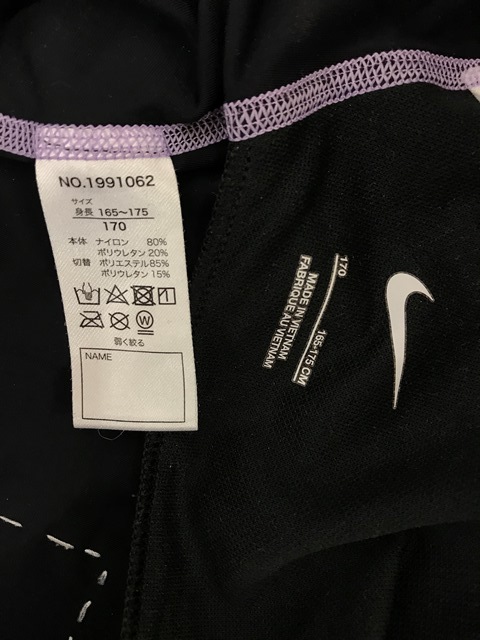 NO.1991062
サイズ
身長 165~175
170
本体 ナイロン 80%
ポリウレタン 20%
切替 ポリエステル 85%
ポリウレタン 15%
弱く絞る
NAME
170
165-175 CM
MADE IN VIETNAM
FABRIQUE AU VIETNAM